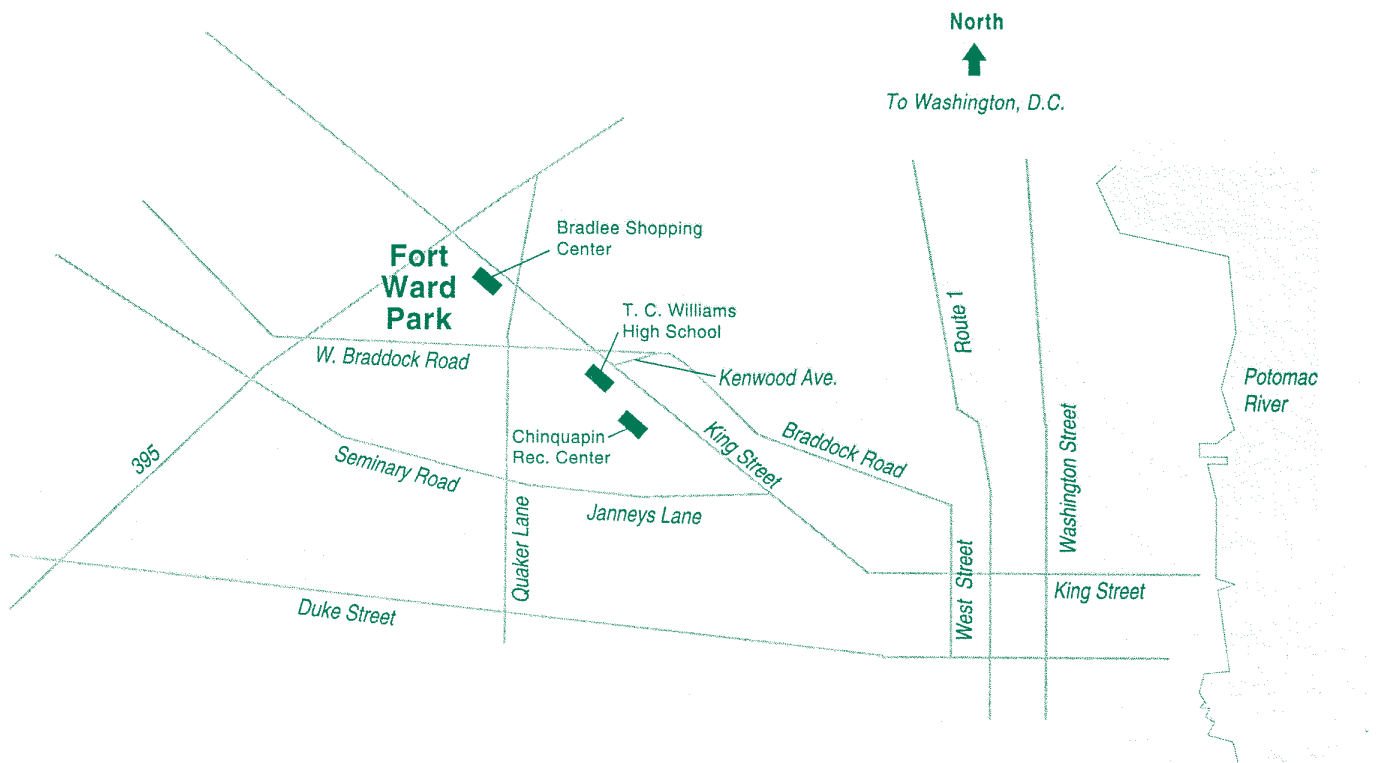 North
To Washington, D.C.
Bradlee Shopping
Center
Fort
Ward
Park
T. C. Williams
High School
Route 1
W. Braddock Road
Kenwood Ave.
Potomac
River
Chinquapin
Rec. Center
King Street
Braddock Road
Washington Street
395
Seminary Road
Janneys Lane
Quaker Lane
West Street
King Street
Duke Street